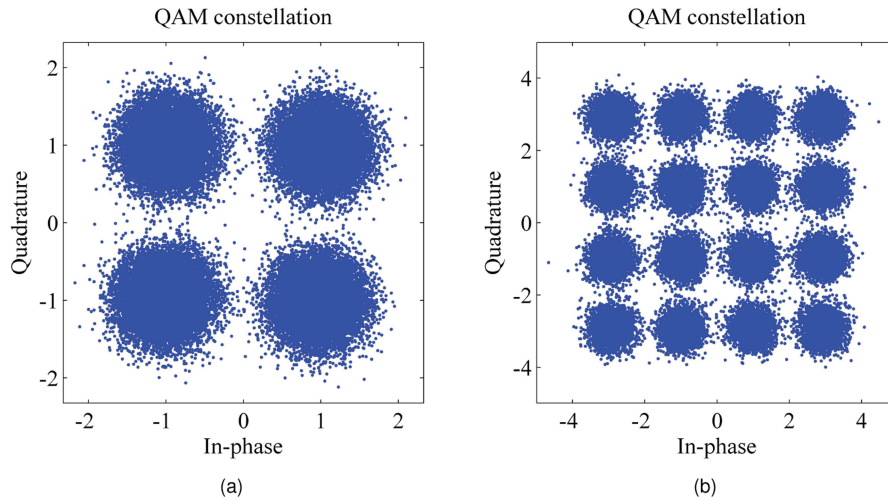 QAM constellation
2
1
0
-1
-2
Quadrature
-2 -1 0 1 2
In-phase
(a)
QAM constellation
4
2
0
-2
-4
Quadrature
-4 -2 0 2 4
In-phase
(b)